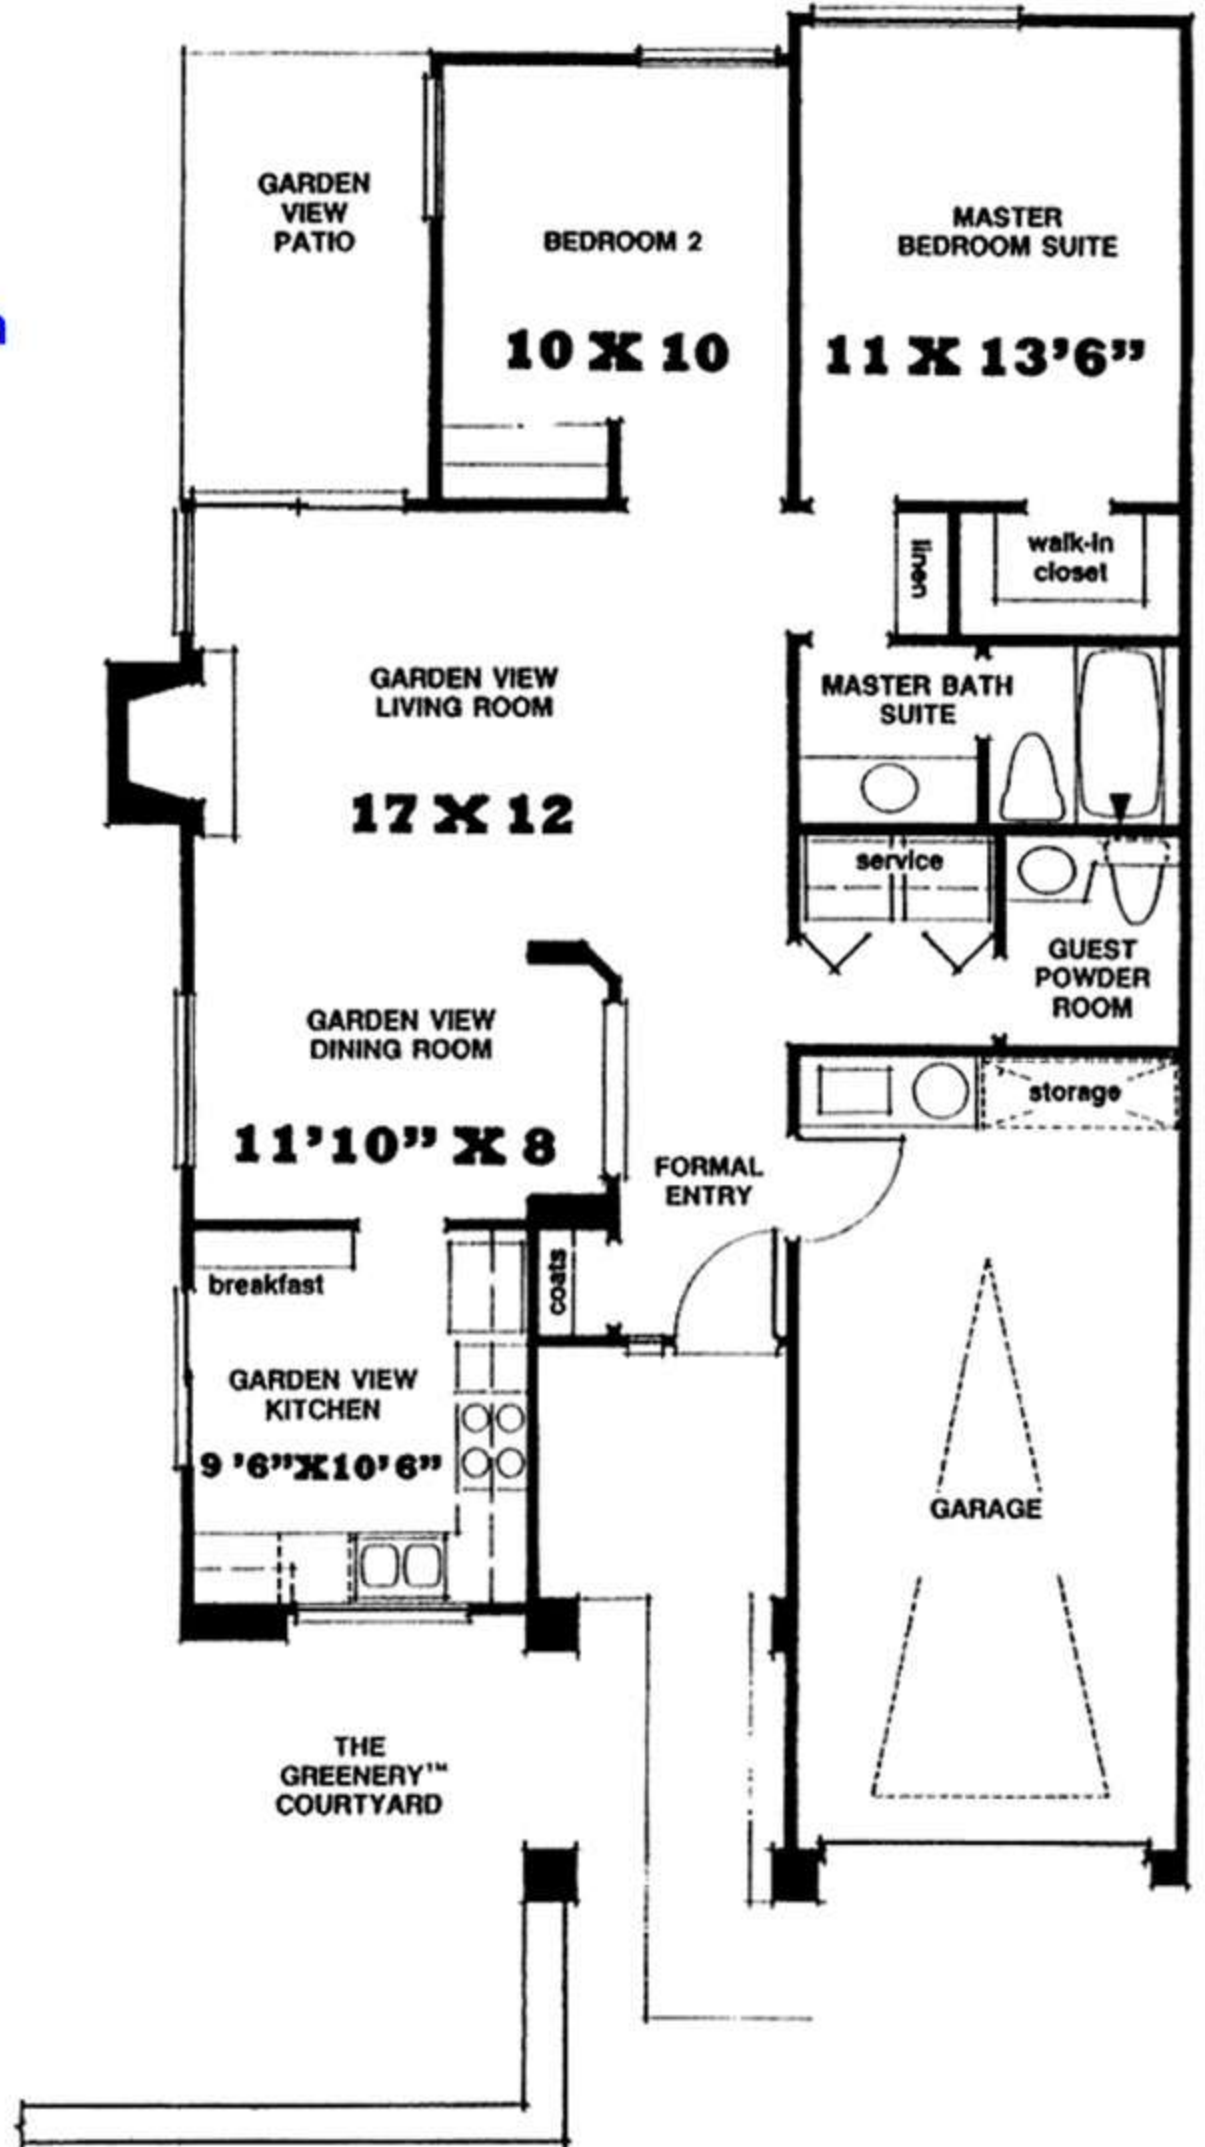 GARDEN
VIEW
PATIO
BEDROOM 2
10 X 10
MASTER
BEDROOM SUITE
11 X 13'6”
linen
walk-in
closet
GARDEN VIEW
LIVING ROOM
17 X 12
MASTER BATH
SUITE
service
GUEST
POWDER
ROOM
GARDEN VIEW
DINING ROOM
11'10” X 8
storage
FORMAL
ENTRY
breakfast
coats
GARDEN VIEW
KITCHEN
9 '6”X10'6”
GARAGE
THE
GREENERY™
COURTYARD